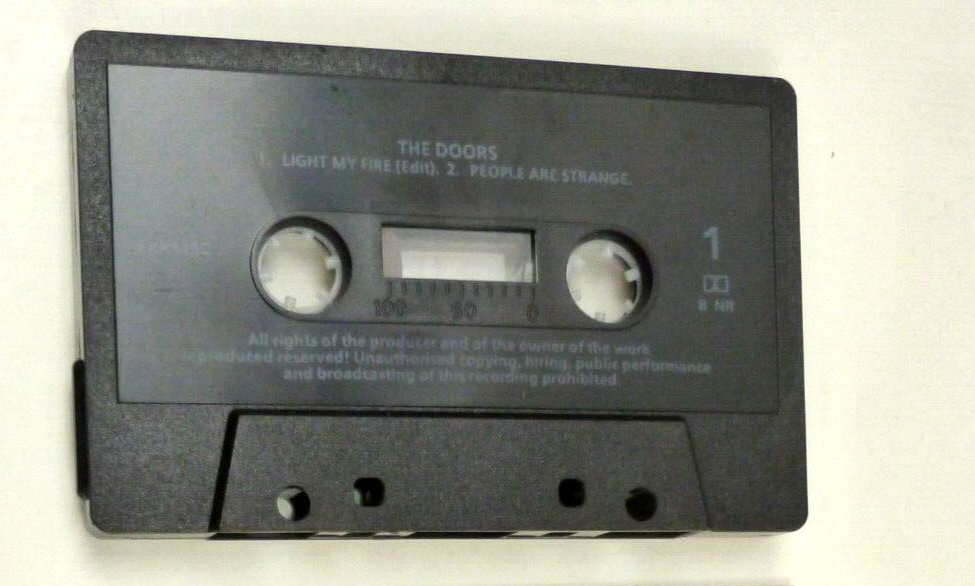 THE DOORS
1. LIGHT MY FIRE (Edit). 2. PEOPLE ARE STRANGE.
1
B NR
100 50 0
All rights of the producer and of the owner of the work
reproduced reserved! Unauthorised copying, hiring, public performance
and broadcasting of this recording prohibited.